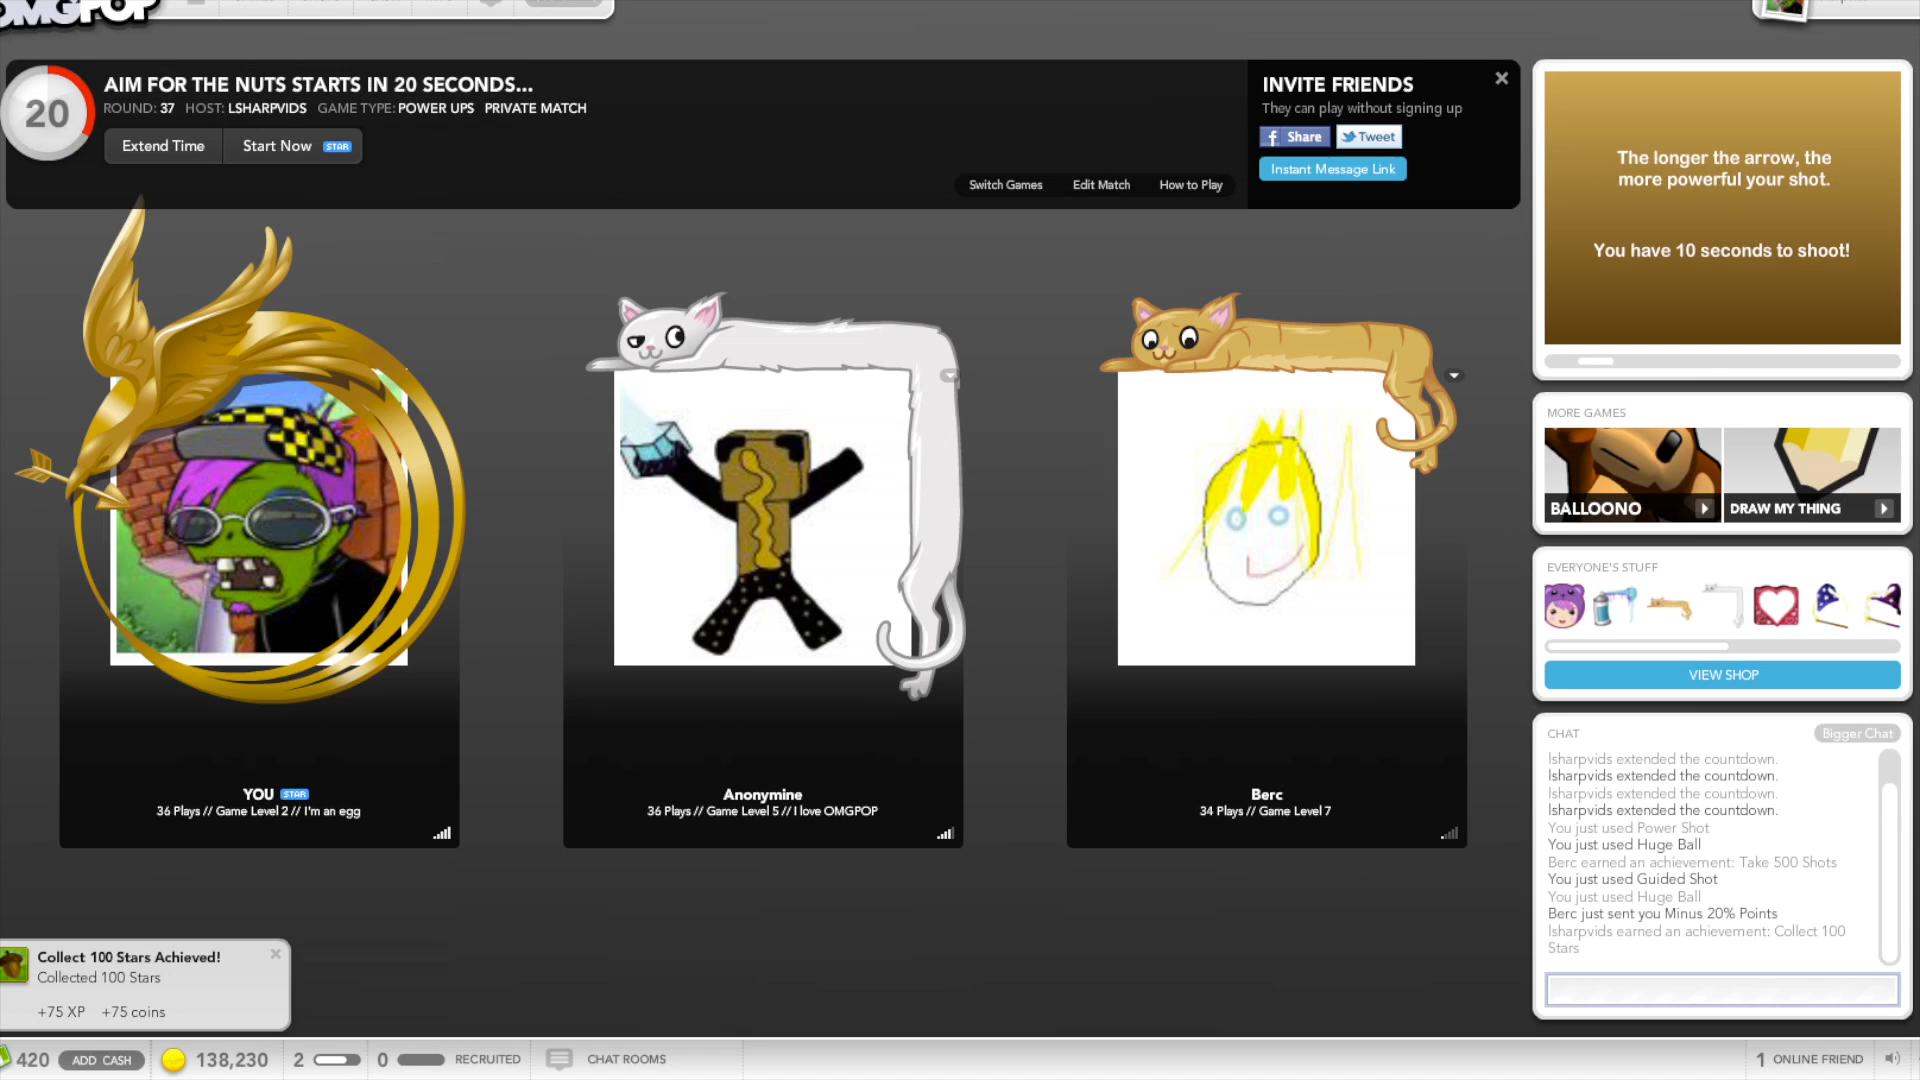 OMGPOP
20
AIM FOR THE NUTS STARTS IN 20 SECONDS...
ROUND: 37 HOST: LSHARPVIDS GAME TYPE: POWER UPS PRIVATE MATCH
Extend Time
Start Now STAR
Switch Games
Edit Match
How to Play
INVITE FRIENDS
They can play without signing up
f Share
Tweet
Instant Message Link
The longer the arrow, the
more powerful your shot.
You have 10 seconds to shoot!
MORE GAMES
BALLOONO
DRAW MY THING
EVERYONE'S STUFF
VIEW SHOP
YOU STAR
36 Plays // Game Level 2 // I'm an egg
Anonymine
36 Plays // Game Level 5 // I love OMGPOP
Berc
34 Plays // Game Level 7
CHAT
Bigger Chat
lsharpvids extended the countdown.
lsharpvids extended the countdown.
lsharpvids extended the countdown.
lsharpvids extended the countdown.
You just used Power Shot
You just used Huge Ball
Berc earned an achievement: Take 500 Shots
You just used Guided Shot
You just used Huge Ball
Berc just sent you Minus 20% Points
lsharpvids earned an achievement: Collect 100
Stars
Collect 100 Stars Achieved!
Collected 100 Stars
+75 XP +75 coins
420 ADD CASH 138,230 2 0 RECRUITED CHAT ROOMS
1 ONLINE FRIEND